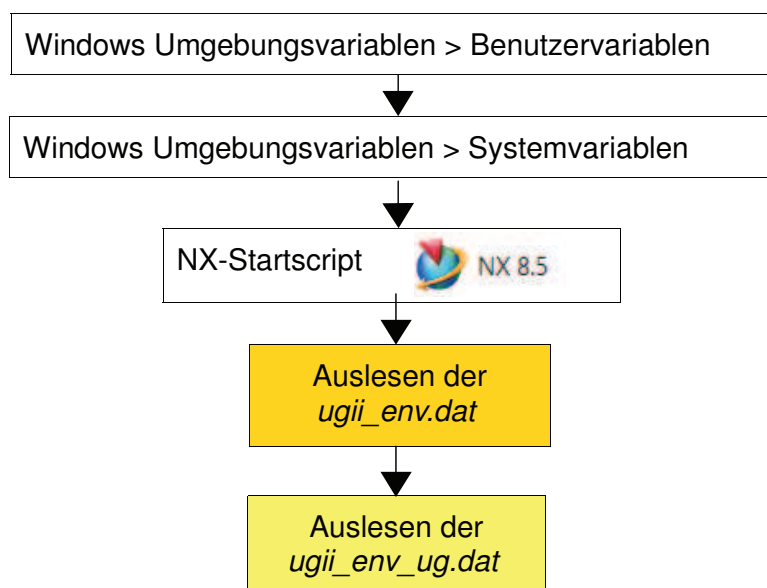 Windows Umgebungsvariablen > Benutzervariablen
Windows Umgebungsvariablen > Systemvariablen
NX-Startscript NX 8.5
Auslesen der
ugii_env.dat
Auslesen der
ugii_env_ug.dat